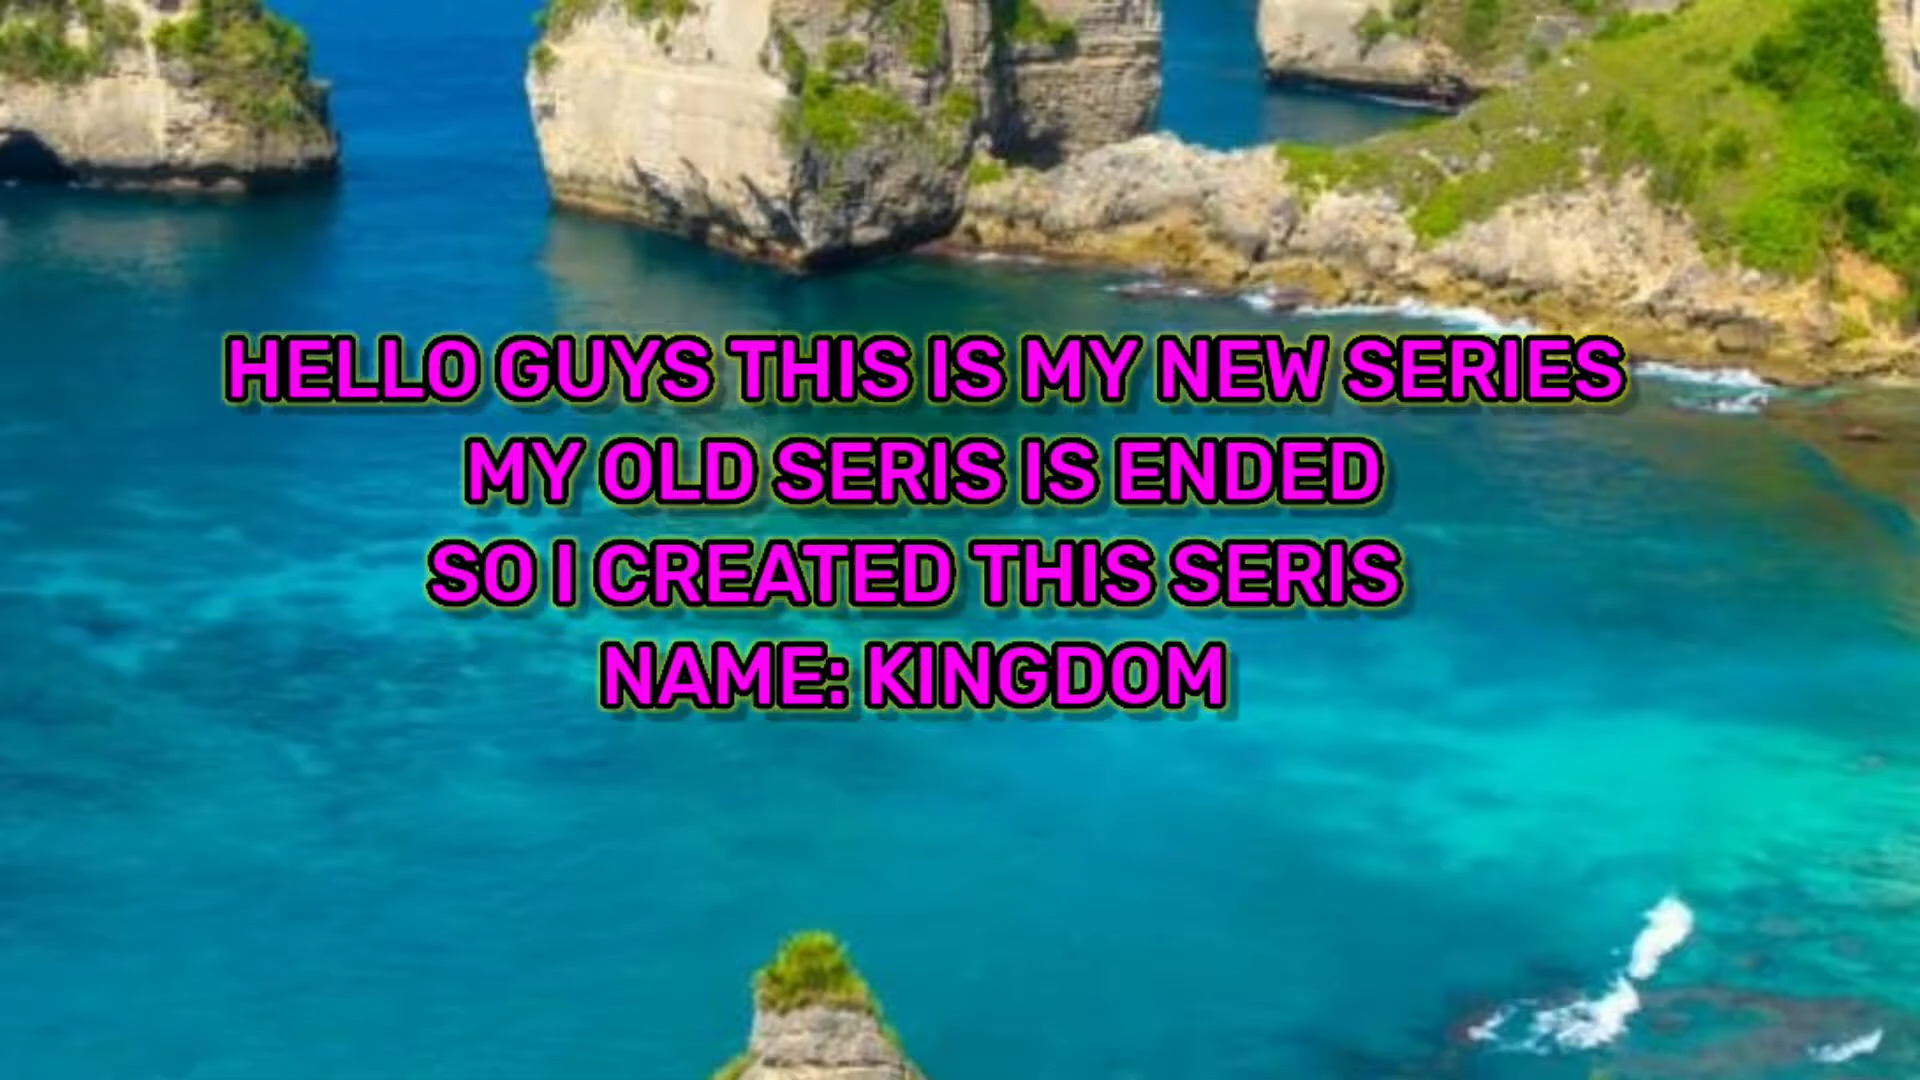 HELLO GUYS THIS IS MY NEW SERIES
MY OLD SERIS IS ENDED
SO I CREATED THIS SERIS
NAME: KINGDOM